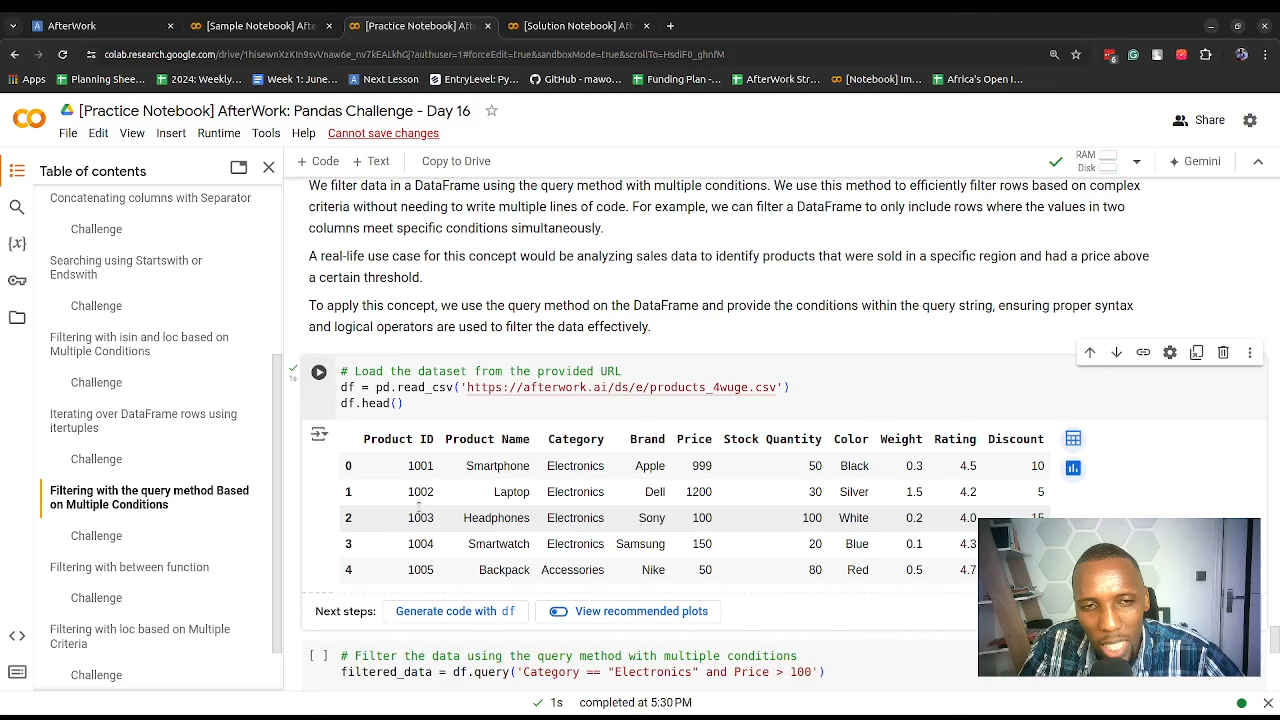 AfterWork
[Sample Notebook] Afte
[Practice Notebook] Aft
[Solution Notebook] Aft
colab.research.google.com/drive/1hisewnXzKIn9svVnaw6e_nv7kEALkhGj?authuser=1#forceEdit=true&sandboxMode=true&scrollTo=HsdiF0_ghnfM
6
Apps
Planning Shee...
2024: Weekly...
Week 1: June...
Next Lesson
EntryLevel: Pyt...
GitHub - mawo...
Funding Plan -...
AfterWork Str...
[Notebook] Im...
Africa's Open I...
[Practice Notebook] AfterWork: Pandas Challenge - Day 16
Share
File Edit View Insert Runtime Tools Help Cannot save changes
Table of contents
+ Code + Text Copy to Drive
RAM
Disk
Gemini
Concatenating columns with Separator
Challenge
Searching using Startswith or
Endswith
Challenge
Filtering with isin and loc based on
Multiple Conditions
Challenge
Iterating over DataFrame rows using
itertuples
Challenge
Filtering with the query method Based
on Multiple Conditions
Challenge
Filtering with between function
Challenge
Filtering with loc based on Multiple
Criteria
Challenge
We filter data in a DataFrame using the query method with multiple conditions. We use this method to efficiently filter rows based on complex
criteria without needing to write multiple lines of code. For example, we can filter a DataFrame to only include rows where the values in two
columns meet specific conditions simultaneously.
A real-life use case for this concept would be analyzing sales data to identify products that were sold in a specific region and had a price above
a certain threshold.
To apply this concept, we use the query method on the DataFrame and provide the conditions within the query string, ensuring proper syntax
and logical operators are used to filter the data effectively.
1s
# Load the dataset from the provided URL
df = pd.read_csv('https://afterwork.ai/ds/e/products_4wuge.csv')
df.head()
Product ID Product Name Category Brand Price Stock Quantity Color Weight Rating Discount
0 1001 Smartphone Electronics Apple 999 50 Black 0.3 4.5 10
1 1002 Laptop Electronics Dell 1200 30 Silver 1.5 4.2 5
2 1003 Headphones Electronics Sony 100 100 White 0.2 4.0 15
3 1004 Smartwatch Electronics Samsung 150 20 Blue 0.1 4.3
4 1005 Backpack Accessories Nike 50 80 Red 0.5 4.7
Next steps: Generate code with df View recommended plots
[ ] # Filter the data using the query method with multiple conditions
filtered_data = df.query('Category == "Electronics" and Price > 100')
1s completed at 5:30 PM